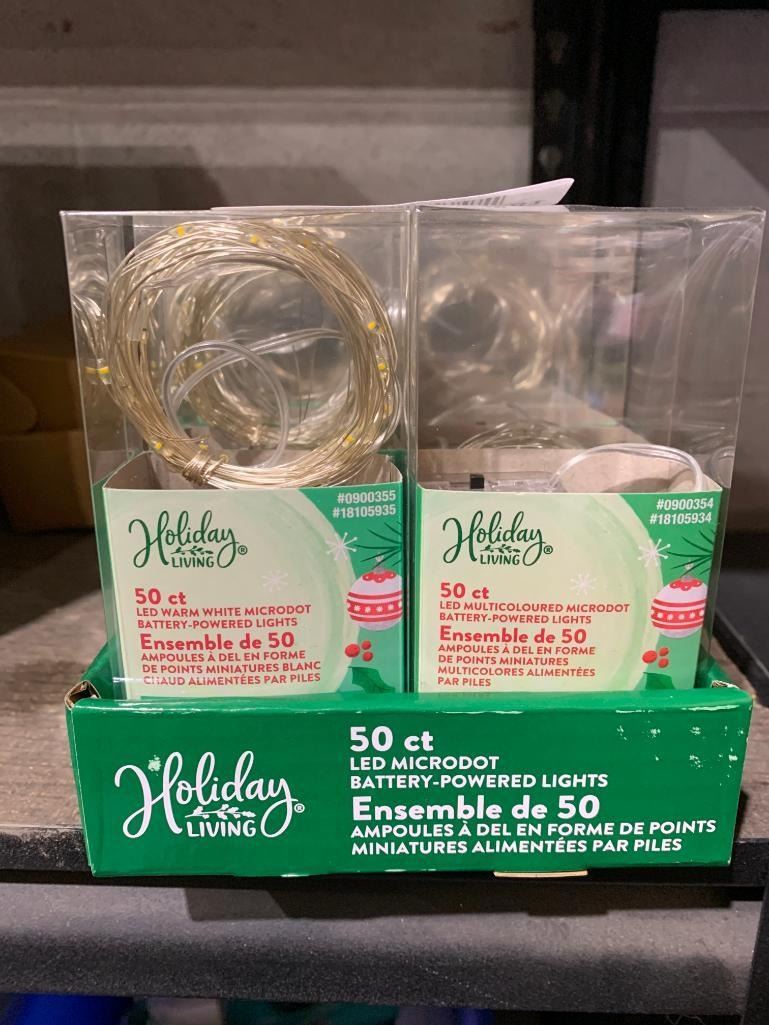 #0900355
#18105935
Holiday
LIVING®
50 ct
LED WARM WHITE MICRODOT
BATTERY-POWERED LIGHTS
Ensemble de 50
AMPOULES À DEL EN FORME
DE POINTS MINIATURES BLANC
CHAUD ALIMENTÉES PAR PILES
#0900354
#18105934
Holiday
LIVING®
50 ct
LED MULTICOLOURED MICRODOT
BATTERY-POWERED LIGHTS
Ensemble de 50
AMPOULES À DEL EN FORME
DE POINTS MINIATURES
MULTICOLORES ALIMENTÉES
PAR PILES
Holiday
LIVING®
50 ct
LED MICRODOT
BATTERY-POWERED LIGHTS
Ensemble de 50
AMPOULES À DEL EN FORME DE POINTS
MINIATURES ALIMENTÉES PAR PILES